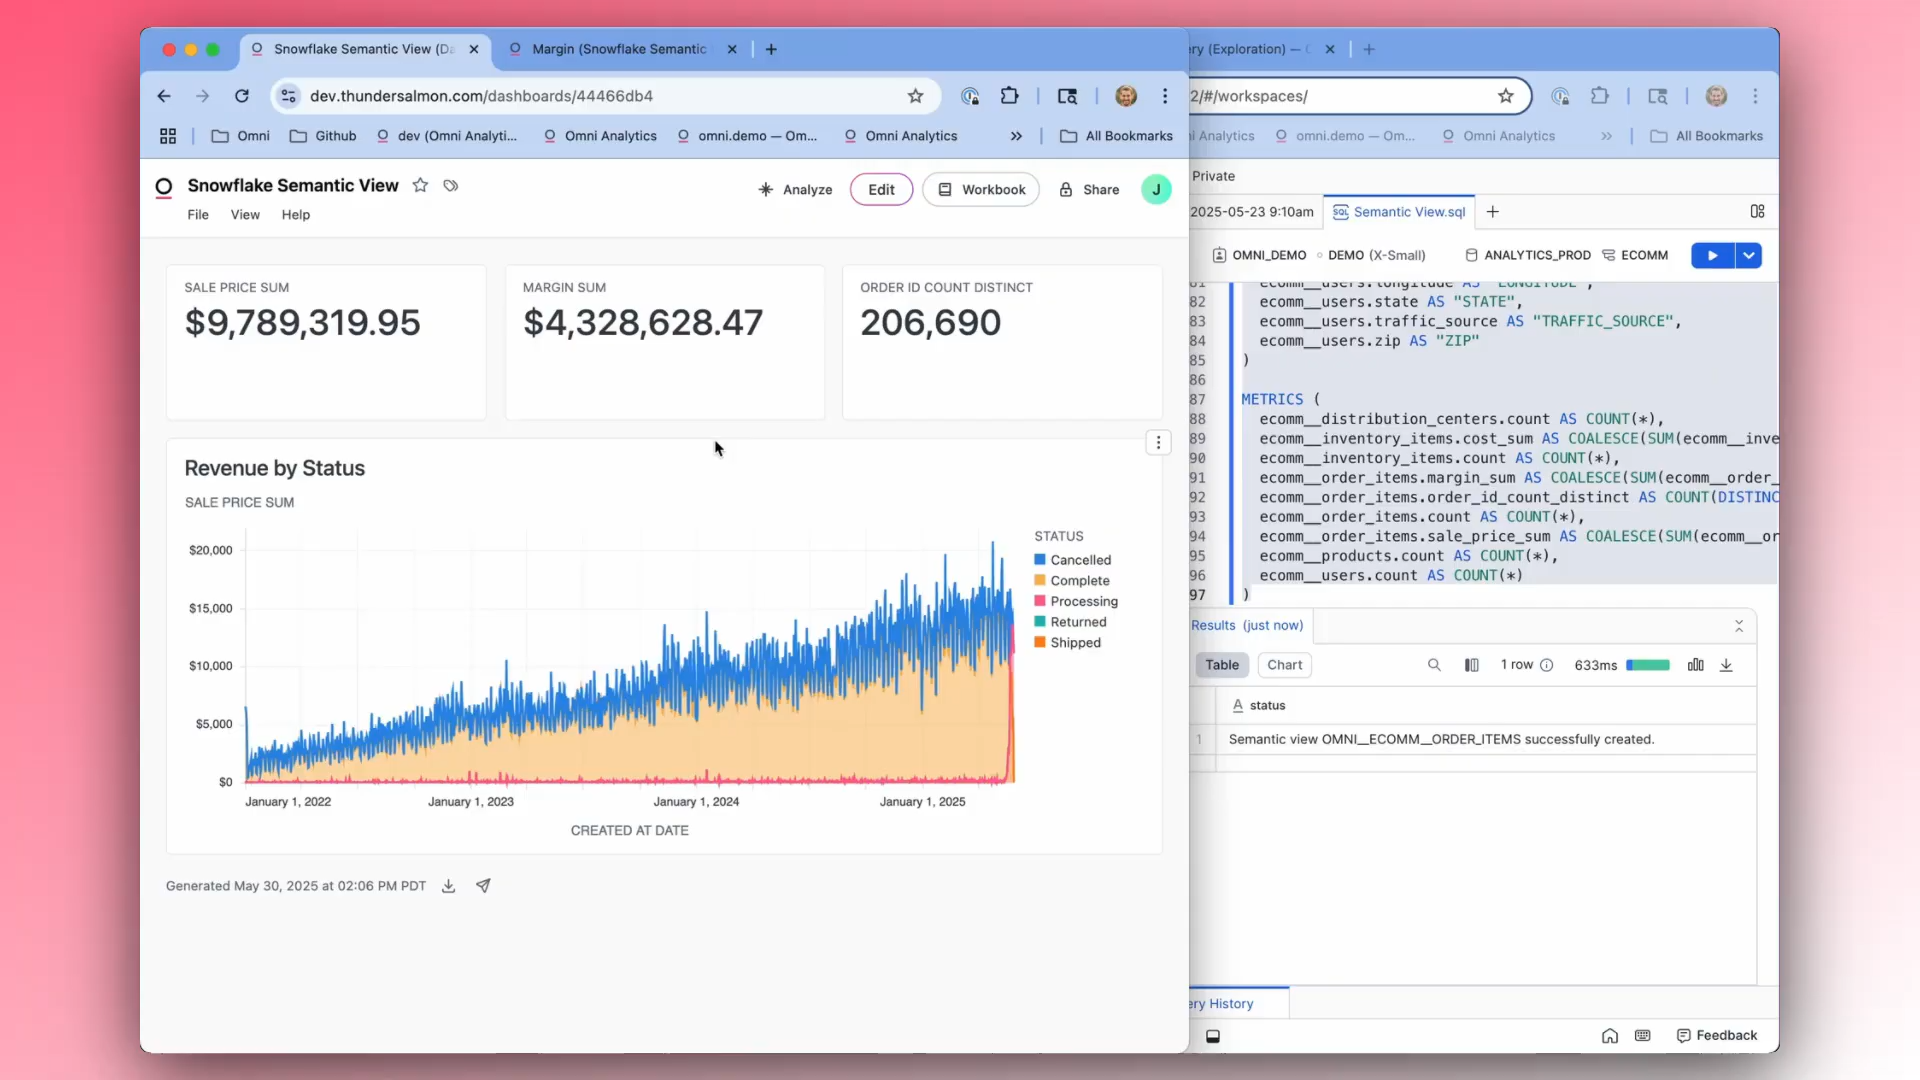 Snowflake Semantic View (Da
Margin (Snowflake Semantic
ry (Exploration) —
dev.thundersalmon.com/dashboards/44466db4
2/#/workspaces/
Omni
Github
dev (Omni Analyti...
Omni Analytics
omni.demo — Om...
Omni Analytics
All Bookmarks
Analytics
omni.demo — Om...
Omni Analytics
All Bookmarks
Snowflake Semantic View
Analyze
Edit
Workbook
Share
J
File
View
Help
SALE PRICE SUM
$9,789,319.95
MARGIN SUM
$4,328,628.47
ORDER ID COUNT DISTINCT
206,690
Revenue by Status
SALE PRICE SUM
$20,000
$15,000
$10,000
$5,000
$0
January 1, 2022
January 1, 2023
January 1, 2024
January 1, 2025
CREATED AT DATE
STATUS
Cancelled
Complete
Processing
Returned
Shipped
Generated May 30, 2025 at 02:06 PM PDT
Private
2025-05-23 9:10am
SQL Semantic View.sql
OMNI_DEMO
DEMO (X-Small)
ANALYTICS_PROD
ECOMM
ecomm__users.longitude AS "LONGITUDE",
82 ecomm__users.state AS "STATE",
83 ecomm__users.traffic_source AS "TRAFFIC_SOURCE",
84 ecomm__users.zip AS "ZIP"
85 )
86
87 METRICS (
88 ecomm__distribution_centers.count AS COUNT(*),
89 ecomm__inventory_items.cost_sum AS COALESCE(SUM(ecomm__inve
90 ecomm__inventory_items.count AS COUNT(*),
91 ecomm__order_items.margin_sum AS COALESCE(SUM(ecomm__order_
92 ecomm__order_items.order_id_count_distinct AS COUNT(DISTINC
93 ecomm__order_items.count AS COUNT(*),
94 ecomm__order_items.sale_price_sum AS COALESCE(SUM(ecomm__or
95 ecomm__products.count AS COUNT(*),
96 ecomm__users.count AS COUNT(*)
97 )
Results (just now)
Table
Chart
1 row
633ms
A status
1 Semantic view OMNI__ECOMM__ORDER_ITEMS successfully created.
ery History
Feedback